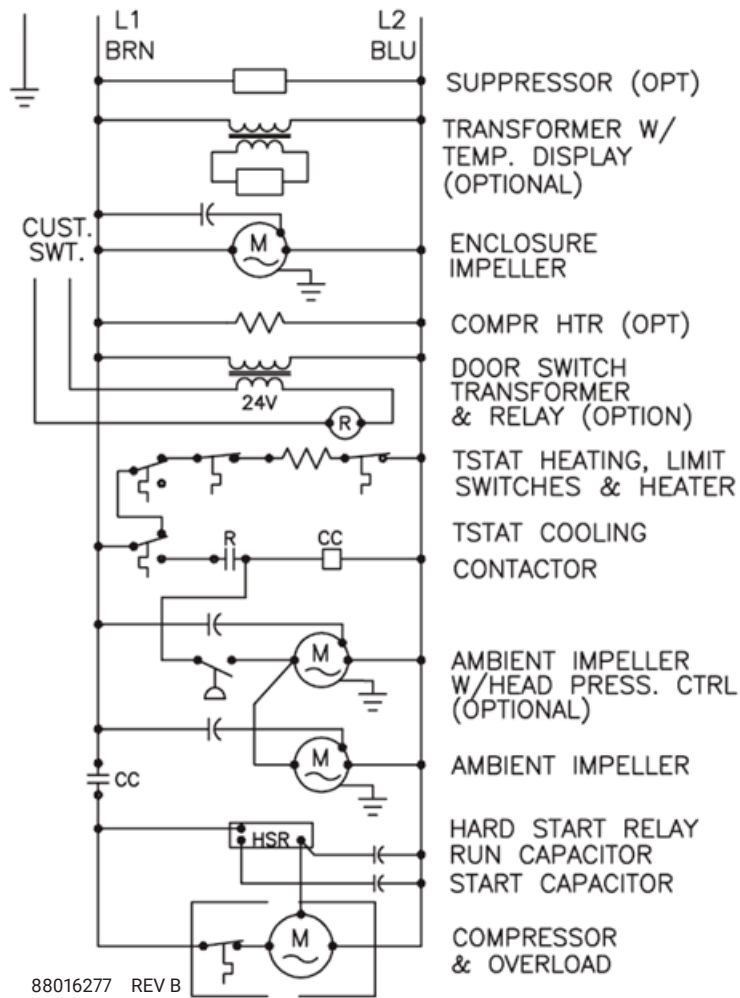 L1
L2
BRN
BLU
SUPPRESSOR (OPT)
TRANSFORMER W/
TEMP. DISPLAY
(OPTIONAL)
CUST.
SWT.
M
ENCLOSURE
IMPELLER
COMPR HTR (OPT)
DOOR SWITCH
TRANSFORMER
& RELAY (OPTION)
24V
R
TSTAT HEATING, LIMIT
SWITCHES & HEATER
TSTAT COOLING
R
CC
CONTACTOR
M
AMBIENT IMPELLER
W/HEAD PRESS. CTRL
(OPTIONAL)
M
AMBIENT IMPELLER
CC
HARD START RELAY
HSR
RUN CAPACITOR
START CAPACITOR
M
COMPRESSOR
& OVERLOAD
88016277 REV B